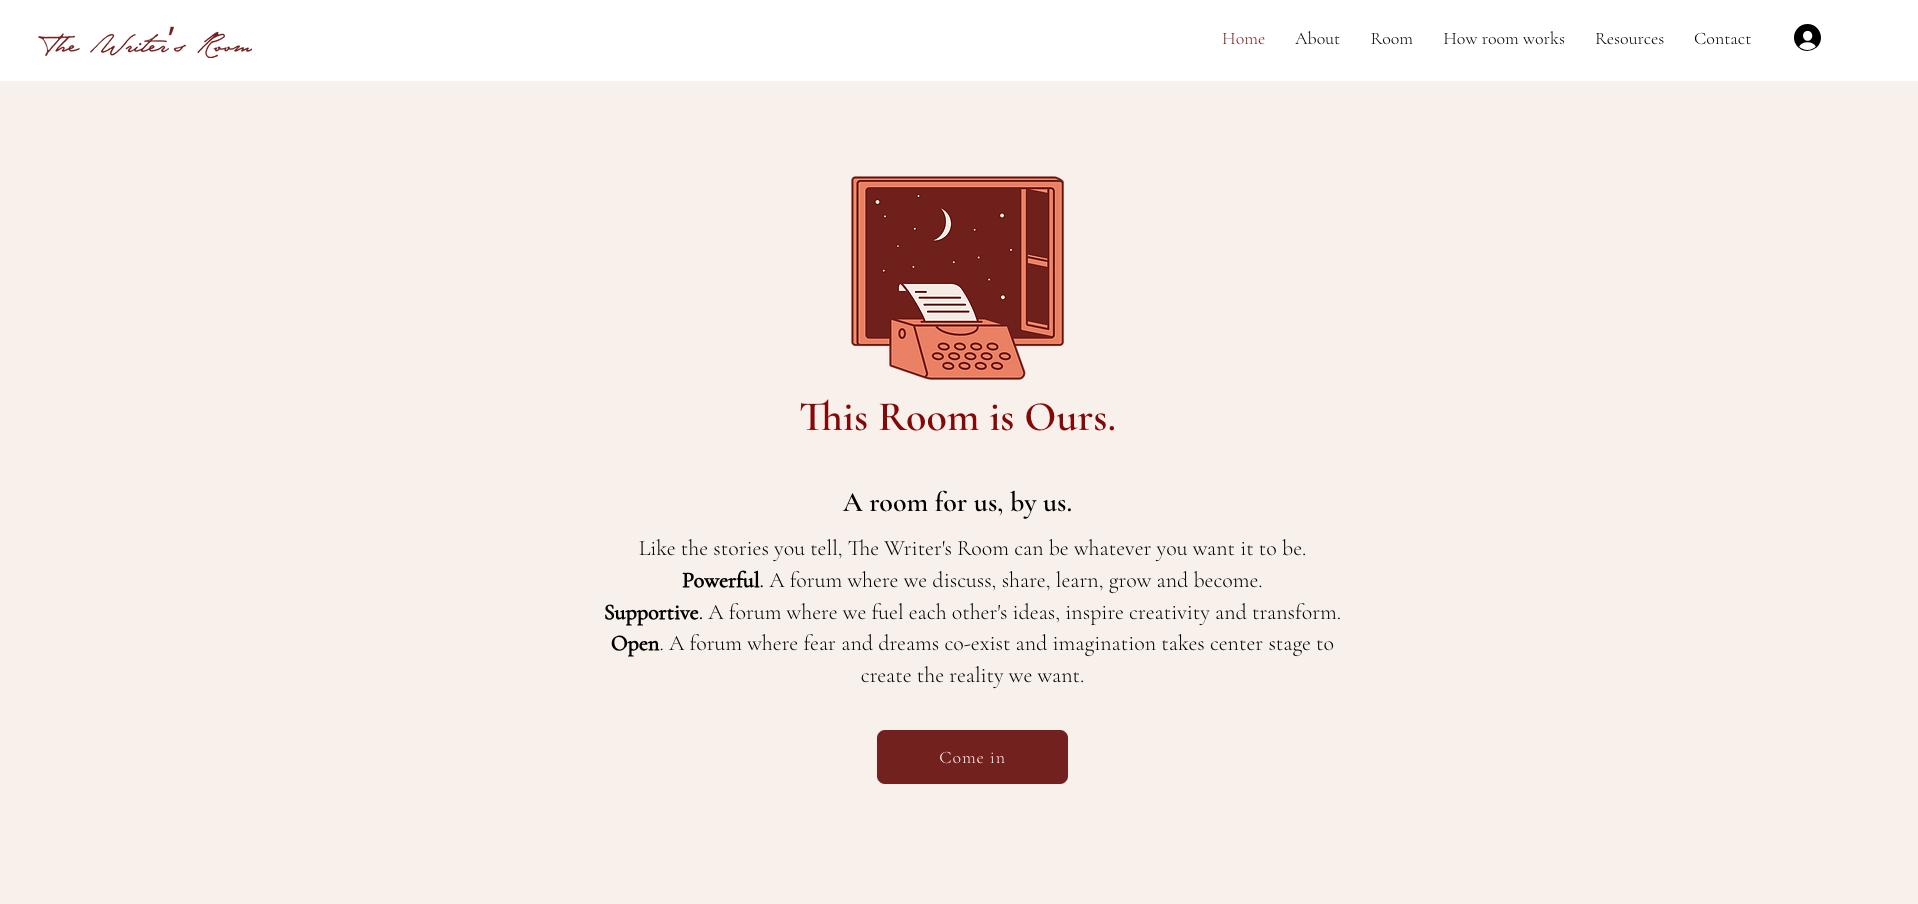 The Writer's Room
Home
About
Room
How room works
Resources
Contact
This Room is Ours.
A room for us, by us.
Like the stories you tell, The Writer's Room can be whatever you want it to be.
Powerful. A forum where we discuss, share, learn, grow and become.
Supportive. A forum where we fuel each other's ideas, inspire creativity and transform.
Open. A forum where fear and dreams co-exist and imagination takes center stage to
create the reality we want.
Come in